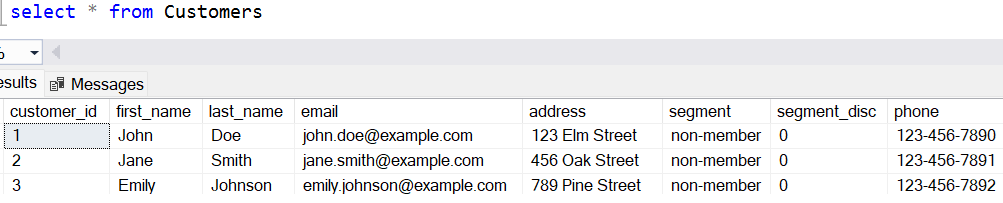 select * from Customers
%
esults Messages
customer_id first_name last_name email address segment segment_disc phone
1 John Doe john.doe@example.com 123 Elm Street non-member 0 123-456-7890
2 Jane Smith jane.smith@example.com 456 Oak Street non-member 0 123-456-7891
3 Emily Johnson emily.johnson@example.com 789 Pine Street non-member 0 123-456-7892